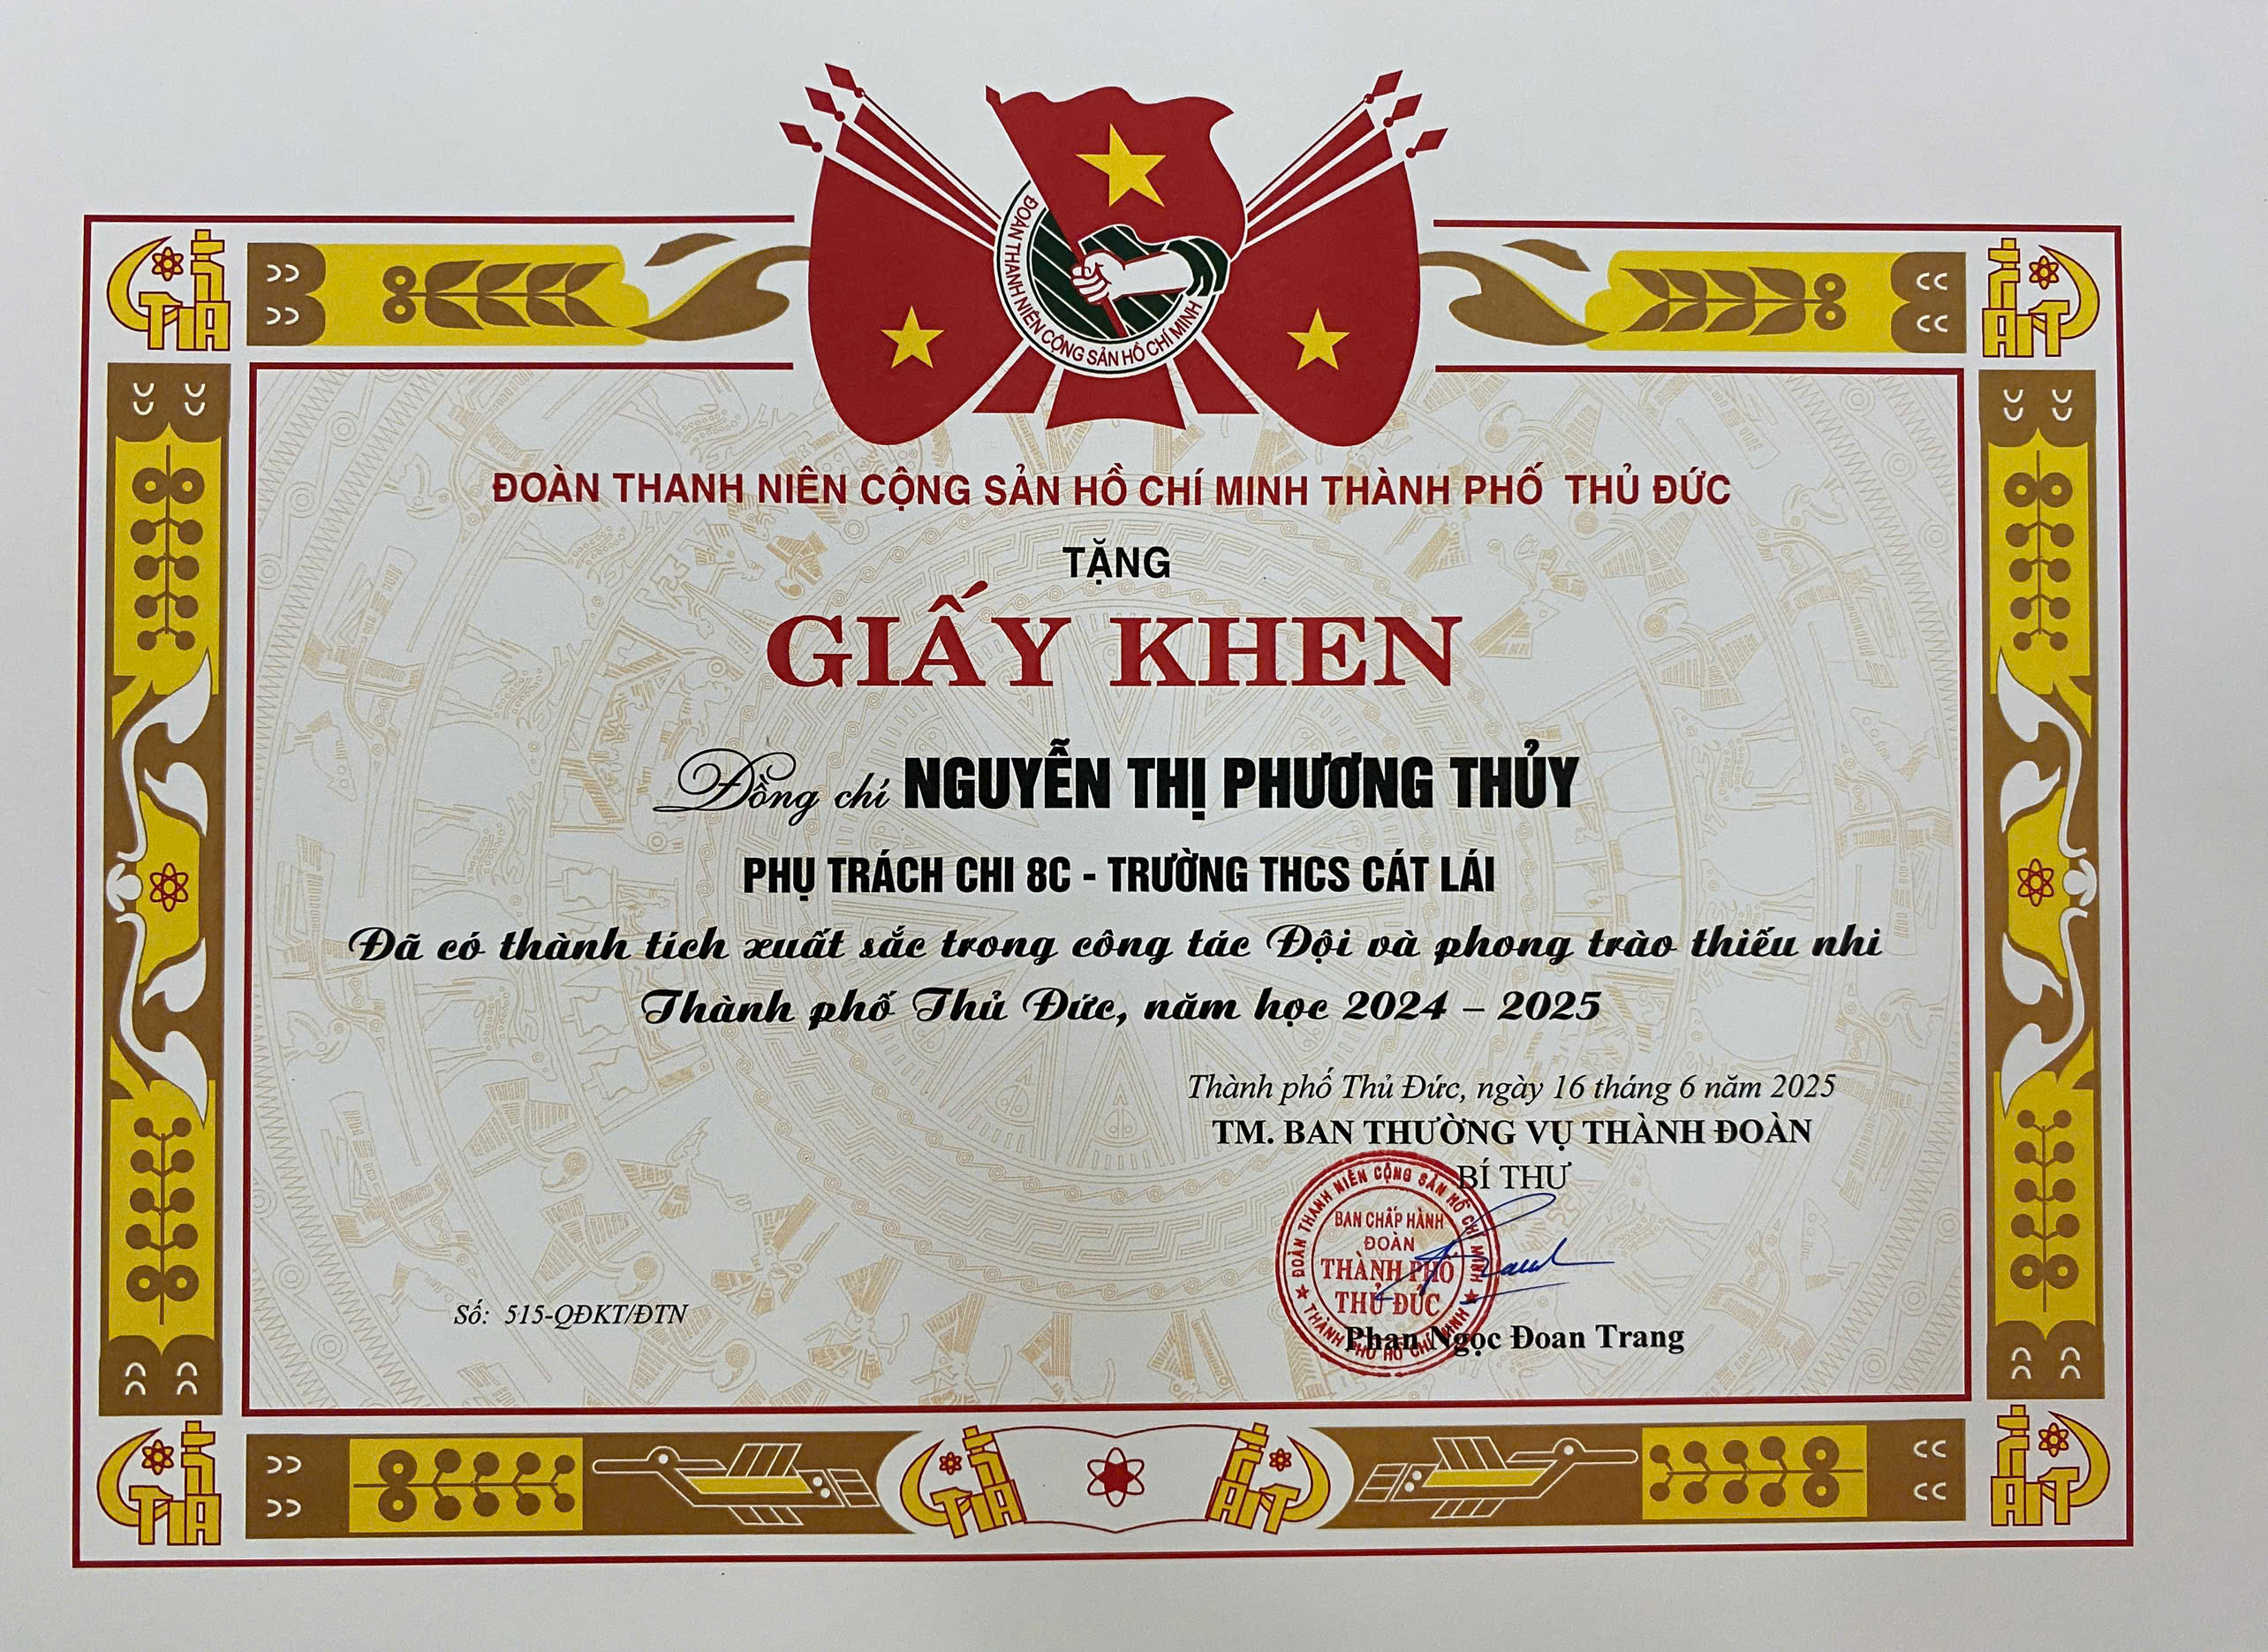 ĐOÀN THANH NIÊN CỘNG SẢN HỒ CHÍ MINH
ĐOÀN THANH NIÊN CỘNG SẢN HỒ CHÍ MINH THÀNH PHỐ THỦ ĐỨC
TẶNG
GIẤY KHEN
Đồng chí NGUYỄN THỊ PHƯƠNG THỦY
PHỤ TRÁCH CHI 8C - TRƯỜNG THCS CÁT LÁI
Đã có thành tích xuất sắc trong công tác Đội và phong trào thiếu nhi
Thành phố Thủ Đức, năm học 2024 – 2025
Thành phố Thủ Đức, ngày 16 tháng 6 năm 2025
TM. BAN THƯỜNG VỤ THÀNH ĐOÀN
BÍ THƯ
ĐOÀN THANH NIÊN CỘNG SẢN HỒ CHÍ MINH
BAN CHẤP HÀNH
ĐOÀN
THÀNH PHỐ
THỦ ĐỨC
THÀNH PHỐ HỒ CHÍ MINH
Số: 515-QĐKT/ĐTN
Phan Ngọc Đoan Trang